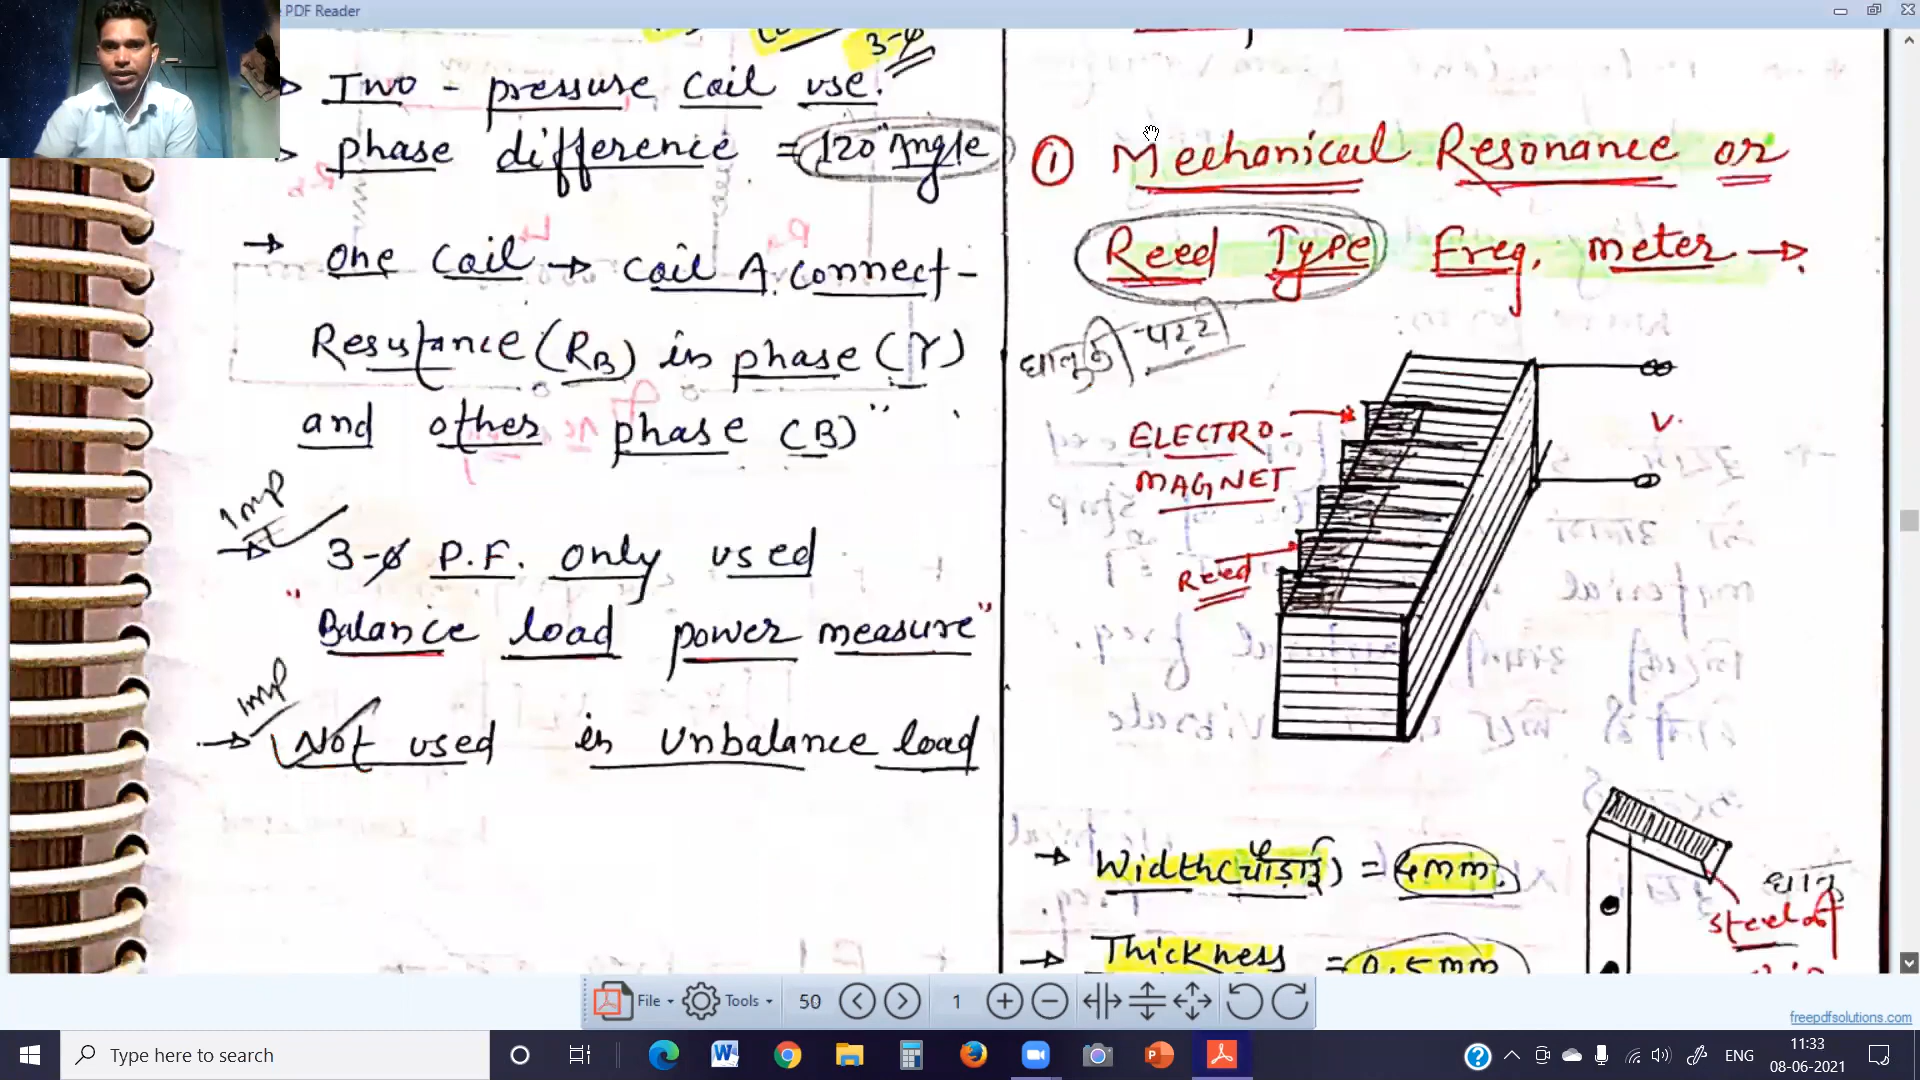 PDF Reader
3-φ
Two - pressure coil use.
phase difference = 120° Angle
→ one coil → coil A connect-
Resistance (RB) in phase (Y)
and other phase (B)"
Imp
→ 3-φ P.F. only used
"Balance load power measure"
Imp
→ Not used in Unbalance load
① Mechanical Resonance or
Reed Type Freq. meter →
V.
ELECTRO-
MAGNET
Reed
→ Width (चौड़ाई) = 4mm.
धातु
→ Thickness = 0.5mm
File
Tools
50
1
freepdfsolutions.com
Type here to search
ENG
11:33
08-06-2021